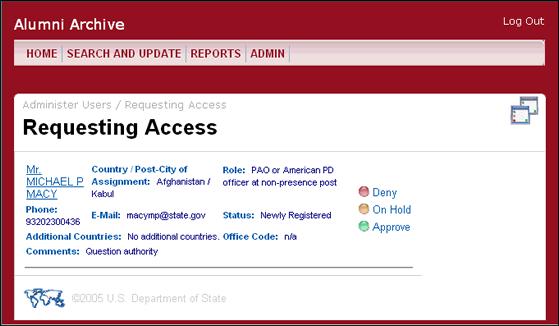 Alumni Archive
Log Out
HOME SEARCH AND UPDATE REPORTS ADMIN
Administer Users / Requesting Access
Requesting Access
Mr.
MICHAEL P
MACY
Country / Post-City of
Assignment: Afghanistan /
Kabul
Role: PAO or American PD
officer at non-presence post
Deny
On Hold
Approve
Phone:
93202300436
E-Mail: macymp@state.gov
Status: Newly Registered
Additional Countries: No additional countries.
Office Code: n/a
Comments: Question authority
©2005 U.S. Department of State